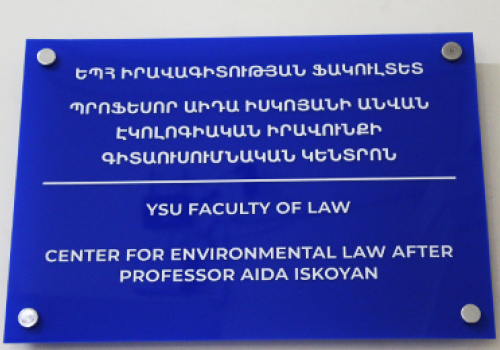 ԵՊՀ ԻՐԱՎԱԳԻՏՈՒԹՅԱՆ ՖԱԿՈՒԼՏԵՏ
ՊՐՈՖԵՍՈՐ ԱԻԴԱ ԻՍԿՈՅԱՆԻ ԱՆՎԱՆ
ԷԿՈԼՈԳԻԱԿԱՆ ԻՐԱՎՈՒՆՔԻ
ԳԻՏԱՈՒՍՈՒՄՆԱԿԱՆ ԿԵՆՏՐՈՆ
YSU FACULTY OF LAW
CENTER FOR ENVIRONMENTAL LAW AFTER
PROFESSOR AIDA ISKOYAN